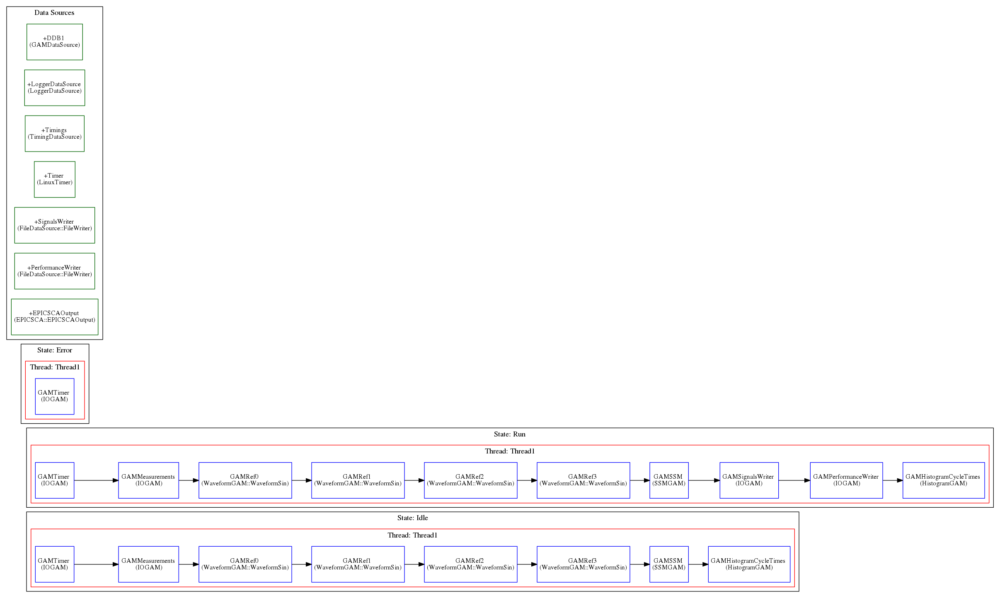 Data Sources
+DDB1
(GAMDataSource)
+LoggerDataSource
(LoggerDataSource)
+Timings
(TimingDataSource)
+Timer
(LinuxTimer)
+SignalsWriter
(FileDataSource::FileWriter)
+PerformanceWriter
(FileDataSource::FileWriter)
+EPICSCAOutput
(EPICSCA::EPICSCAOutput)
State: Error
Thread: Thread1
GAMTimer
(IOGAM)
State: Run
Thread: Thread1
GAMTimer
(IOGAM)
GAMMeasurements
(IOGAM)
GAMRef0
(WaveformGAM::WaveformSin)
GAMRef1
(WaveformGAM::WaveformSin)
GAMRef2
(WaveformGAM::WaveformSin)
GAMRef3
(WaveformGAM::WaveformSin)
GAMSSM
(SSMGAM)
GAMSignalsWriter
(IOGAM)
GAMPerformanceWriter
(IOGAM)
GAMHistogramCycleTimes
(HistogramGAM)
State: Idle
Thread: Thread1
GAMTimer
(IOGAM)
GAMMeasurements
(IOGAM)
GAMRef0
(WaveformGAM::WaveformSin)
GAMRef1
(WaveformGAM::WaveformSin)
GAMRef2
(WaveformGAM::WaveformSin)
GAMRef3
(WaveformGAM::WaveformSin)
GAMSSM
(SSMGAM)
GAMHistogramCycleTimes
(HistogramGAM)